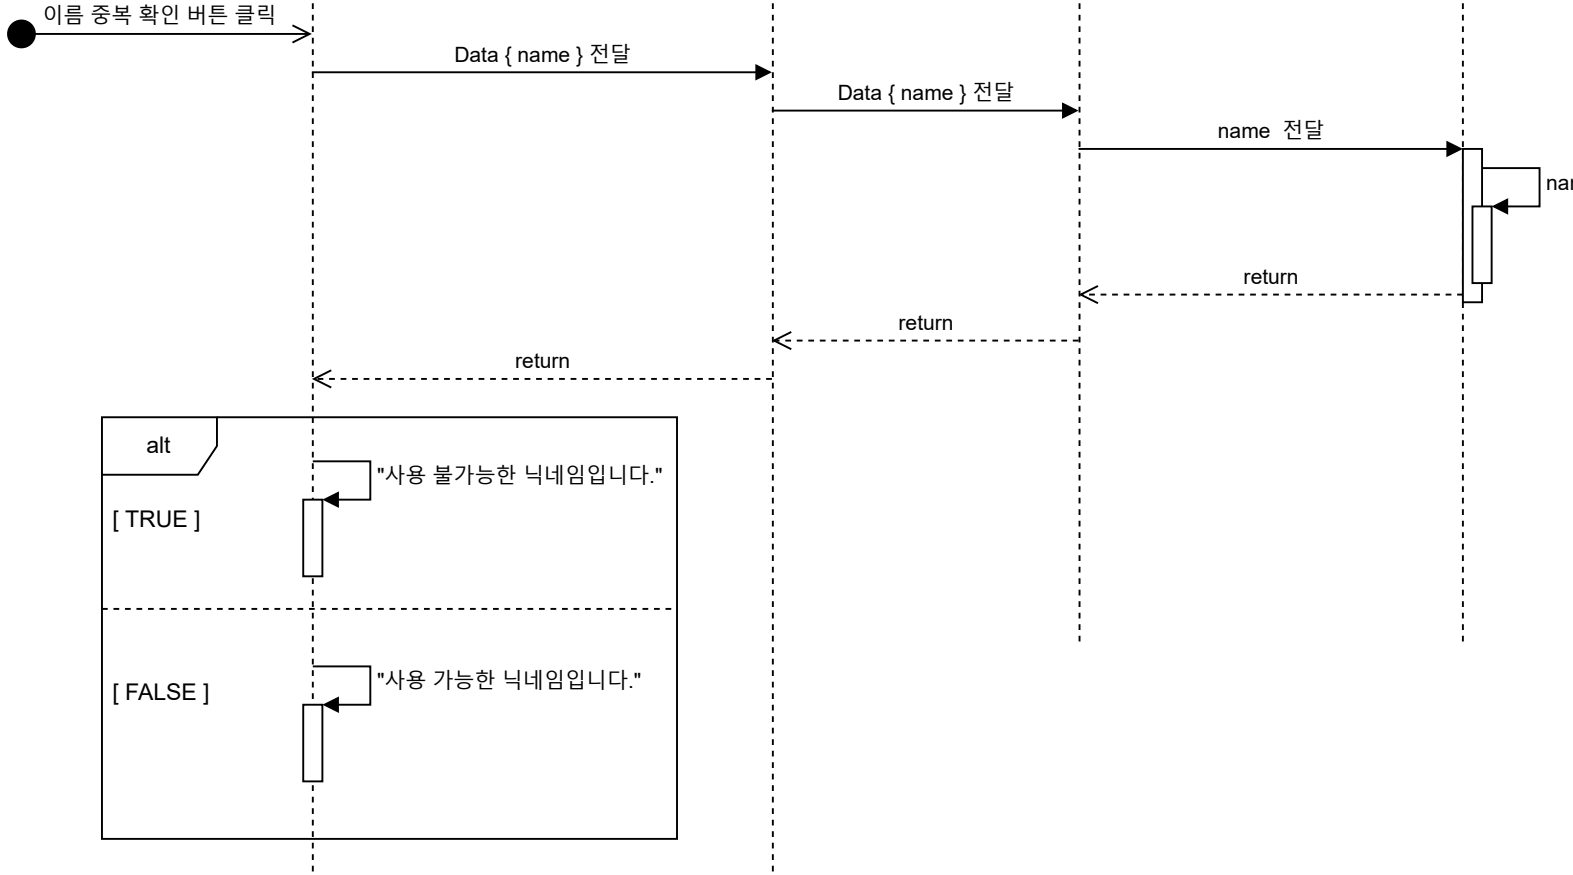 이름 중복 확인 버튼 클릭
Data { name } 전달
Data { name } 전달
name 전달
return
return
return
alt
"사용 불가능한 닉네임입니다."
[ TRUE ]
"사용 가능한 닉네임입니다."
[ FALSE ]